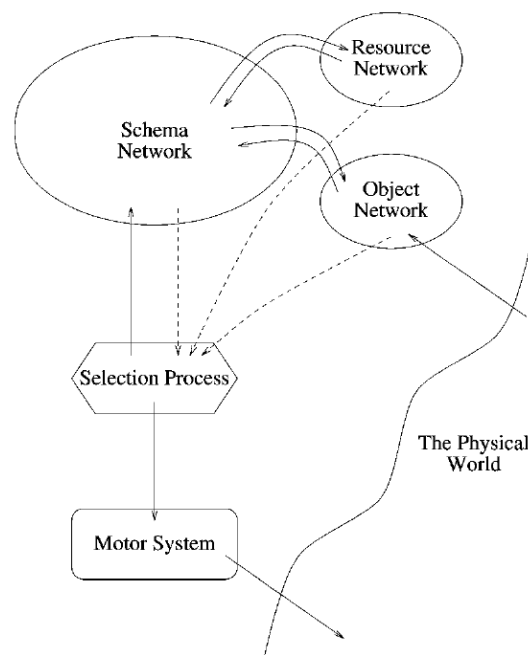 Resource
Network
Schema
Network
Object
Network
Selection Process
The Physical
World
Motor System